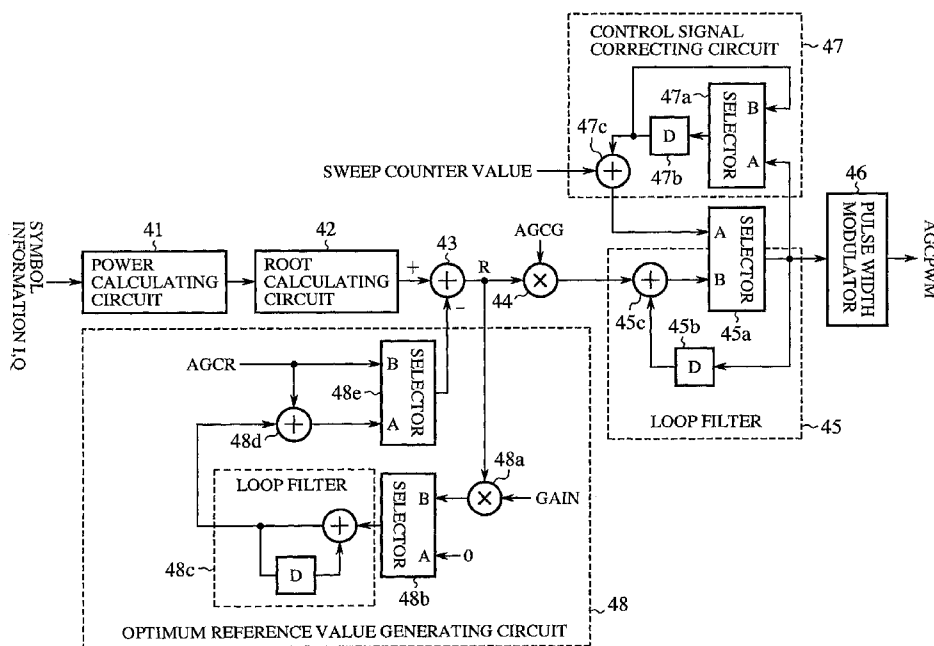 CONTROL SIGNAL
CORRECTING CIRCUIT
47
47a
SELECTOR
B
A
D
47b
47c
+
SWEEP COUNTER VALUE
SYMBOL
INFORMATION I,Q
41
POWER
CALCULATING
CIRCUIT
42
ROOT
CALCULATING
CIRCUIT
+
43
+
−
R
AGCG
×
44
+
45c
A
B
SELECTOR
45a
45b
D
LOOP FILTER
45
46
PULSE WIDTH
MODULATOR
AGCPWM
AGCR
48e
B
A
SELECTOR
+
48d
48a
×
GAIN
LOOP FILTER
+
D
48c
SELECTOR
B
A
0
48b
48
OPTIMUM REFERENCE VALUE GENERATING CIRCUIT